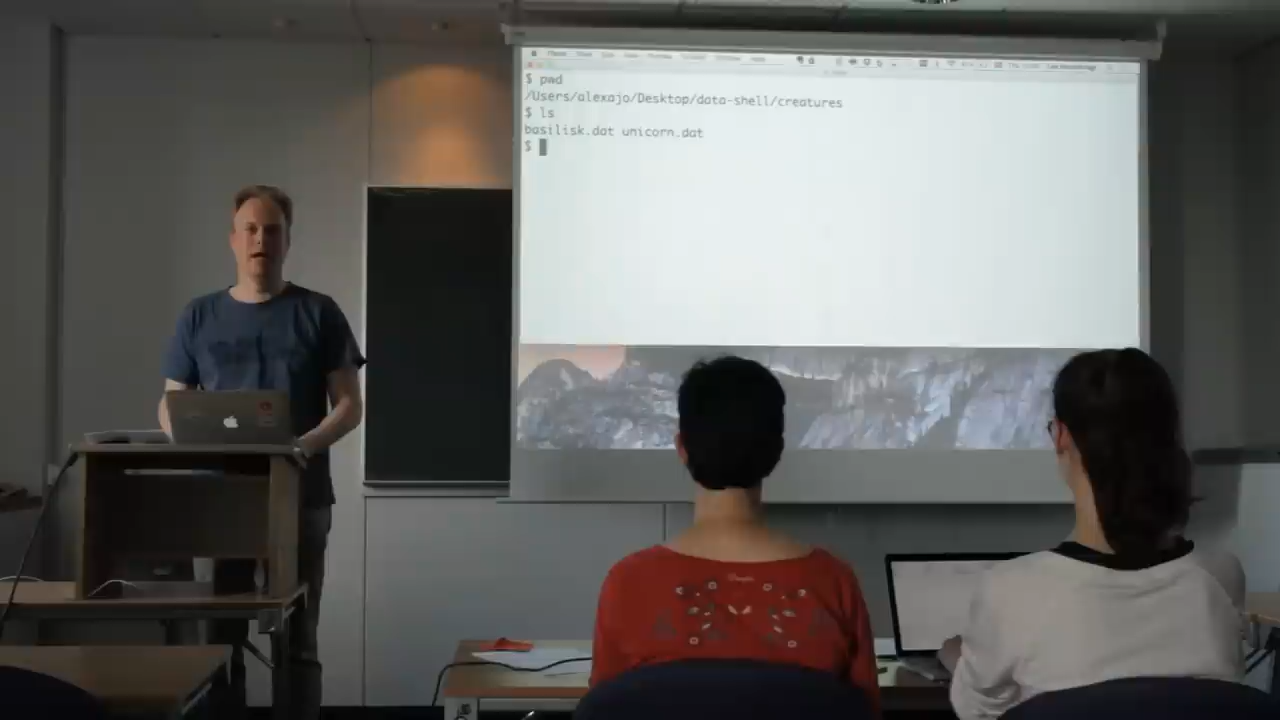 $ pwd
/Users/alexajo/Desktop/data-shell/creatures
$ ls
basilisk.dat unicorn.dat
$